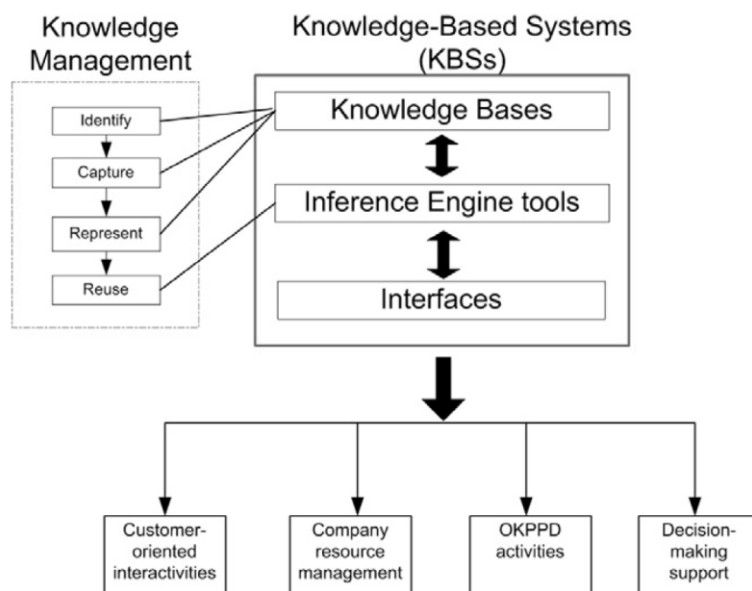 Knowledge
Management
Knowledge-Based Systems
(KBSs)
Identify
Capture
Represent
Reuse
Knowledge Bases
Inference Engine tools
Interfaces
Customer-
oriented
interactivities
Company
resource
management
OKPPD
activities
Decision-
making
support